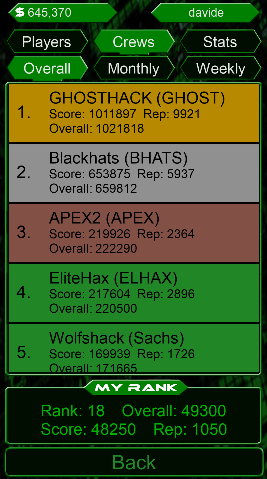 $ 645,370 davide
Players Crews Stats
Overall Monthly Weekly
1. GHOSTHACK (GHOST)
Score: 1011897 Rep: 9921
Overall: 1021818
2. Blackhats (BHATS)
Score: 653875 Rep: 5937
Overall: 659812
3. APEX2 (APEX)
Score: 219926 Rep: 2364
Overall: 222290
4. EliteHax (ELHAX)
Score: 217604 Rep: 2896
Overall: 220500
5. Wolfshack (Sachs)
Score: 169939 Rep: 1726
Overall: 171665
MY RANK
Rank: 18 Overall: 49300
Score: 48250 Rep: 1050
Back